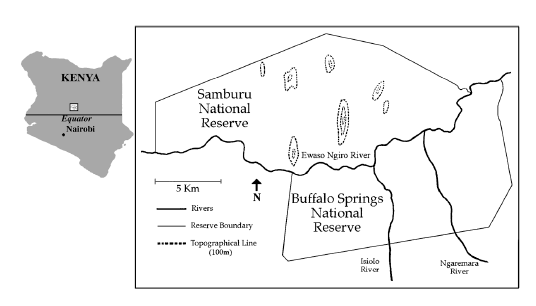 KENYA
Equator
Nairobi
Samburu
National
Reserve
Ewaso Ngiro River
5 Km
N
Buffalo Springs
National
Reserve
Rivers
Reserve Boundary
Topographical Line
(100m)
Isiolo
River
Ngaremara
River